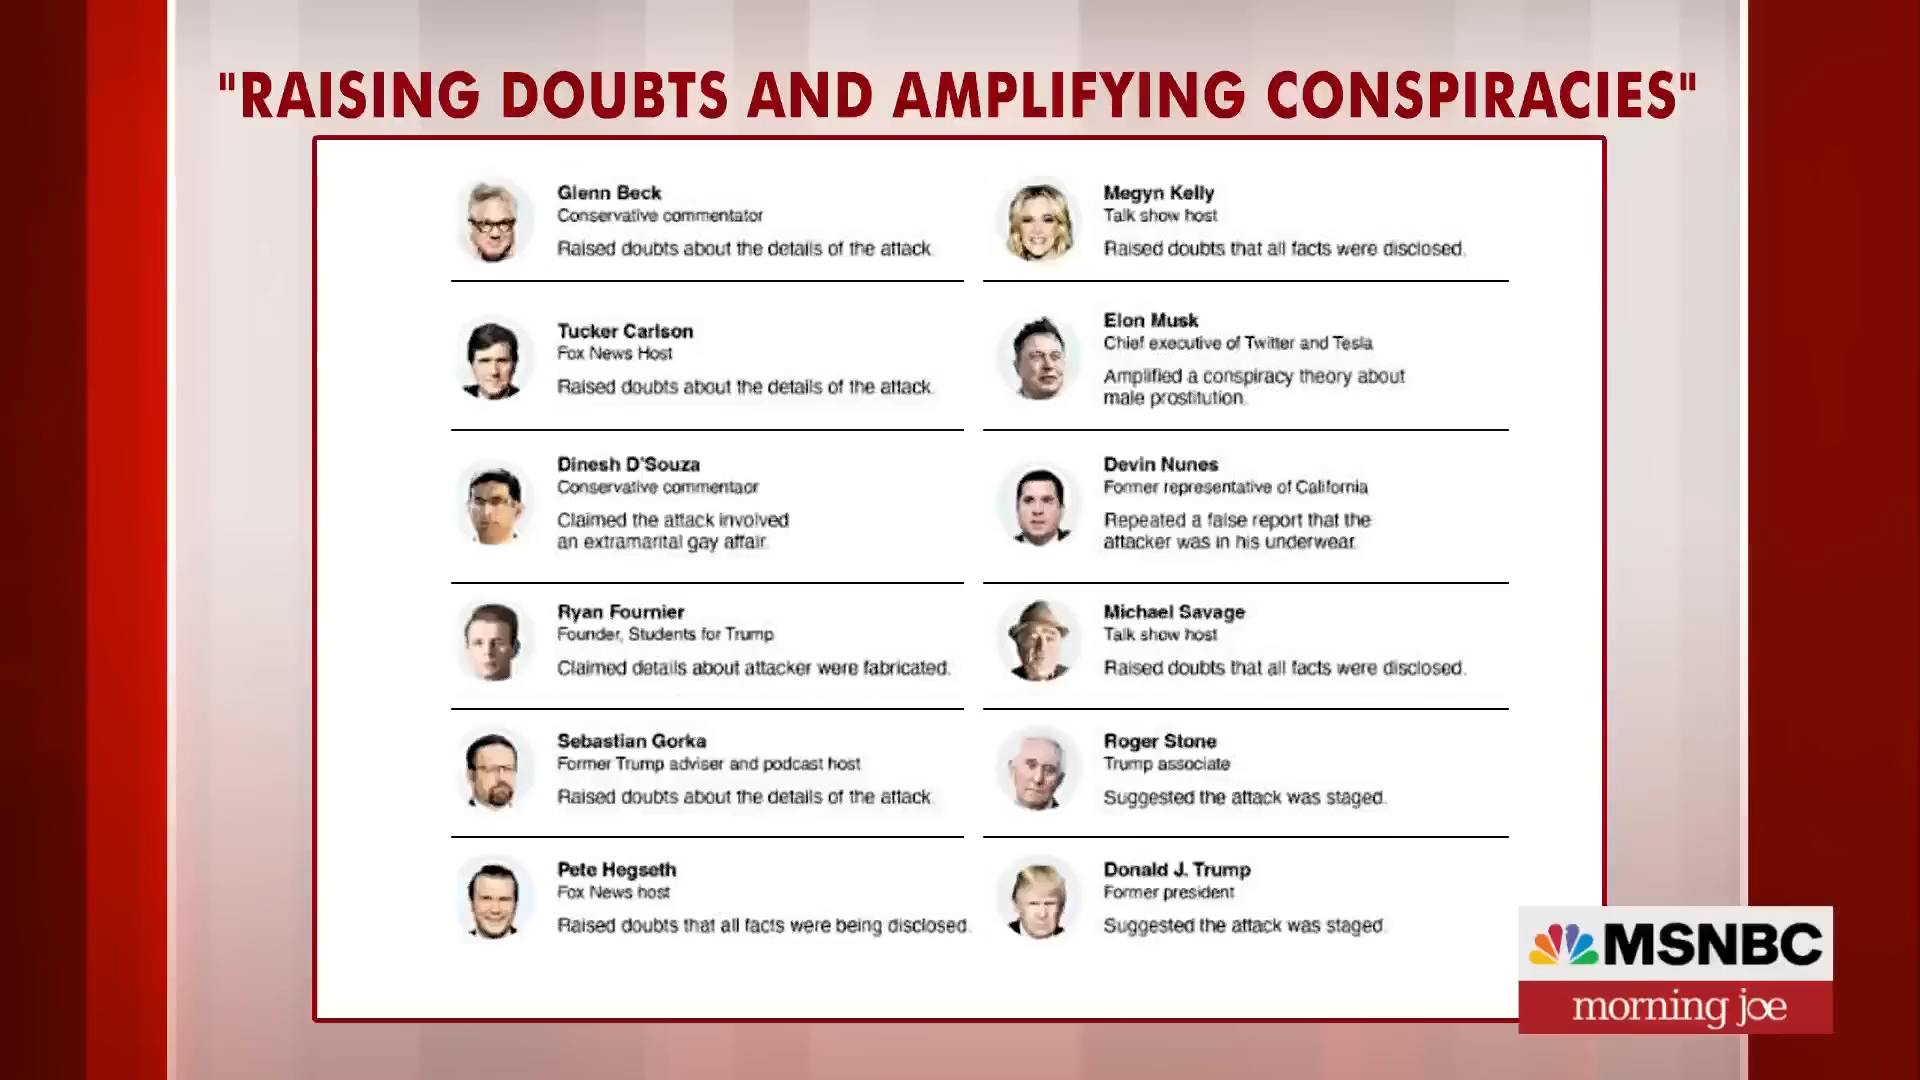 "RAISING DOUBTS AND AMPLIFYING CONSPIRACIES"
Glenn Beck
Conservative commentator
Raised doubts about the details of the attack.
Tucker Carlson
Fox News Host
Raised doubts about the details of the attack.
Dinesh D'Souza
Conservative commentaor
Claimed the attack involved
an extramarital gay affair.
Ryan Fournier
Founder, Students for Trump
Claimed details about attacker were fabricated.
Sebastian Gorka
Former Trump adviser and podcast host
Raised doubts about the details of the attack.
Pete Hegseth
Fox News host
Raised doubts that all facts were being disclosed.
Megyn Kelly
Talk show host
Raised doubts that all facts were disclosed.
Elon Musk
Chief executive of Twitter and Tesla
Amplified a conspiracy theory about
male prostitution.
Devin Nunes
Former representative of California
Repeated a false report that the
attacker was in his underwear.
Michael Savage
Talk show host
Raised doubts that all facts were disclosed.
Roger Stone
Trump associate
Suggested the attack was staged.
Donald J. Trump
Former president
Suggested the attack was staged.
MSNBC
morning joe